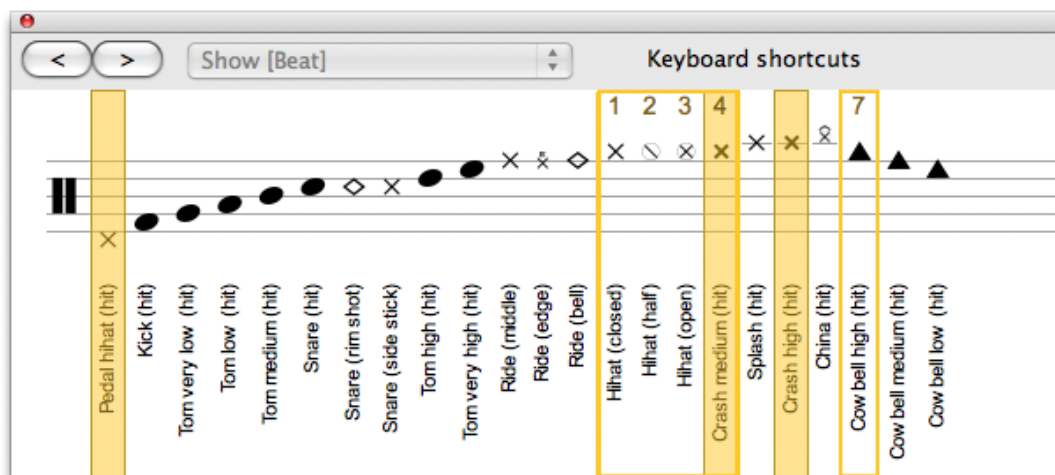 < > Show [Beat] Keyboard shortcuts
1 2 3 4 7
Pedal hihat (hit)
Kick (hit)
Tom very low (hit)
Tom low (hit)
Tom medium (hit)
Snare (hit)
Snare (rim shot)
Snare (side stick)
Tom high (hit)
Tom very high (hit)
Ride (middle)
Ride (edge)
Ride (bell)
Hihat (closed)
Hihat (half)
Hihat (open)
Crash medium (hit)
Splash (hit)
Crash high (hit)
China (hit)
Cow bell high (hit)
Cow bell medium (hit)
Cow bell low (hit)